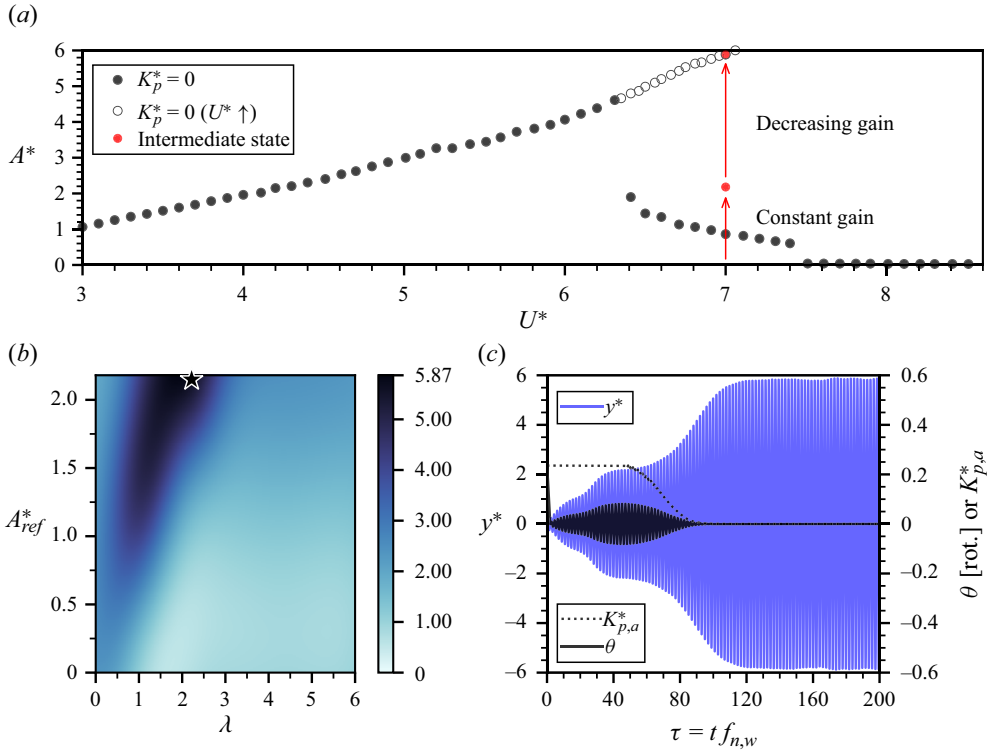 (a)
6
5
4
3
2
1
0
A*
K*p = 0
K*p = 0 (U* ↑)
Intermediate state
Decreasing gain
Constant gain
3 4 5 6 7 8
U*
(b)
2.0
1.5
1.0
0.5
0
A*ref
0 1 2 3 4 5 6
λ
5.87
5.00
4.00
3.00
2.00
1.00
0
(c)
6
4
2
0
−2
−4
−6
y*
y*
K*p,a
θ
0.6
0.4
0.2
0
−0.2
−0.4
−0.6
θ [rot.] or K*p,a
0 40 80 120 160 200
τ = t fn,w